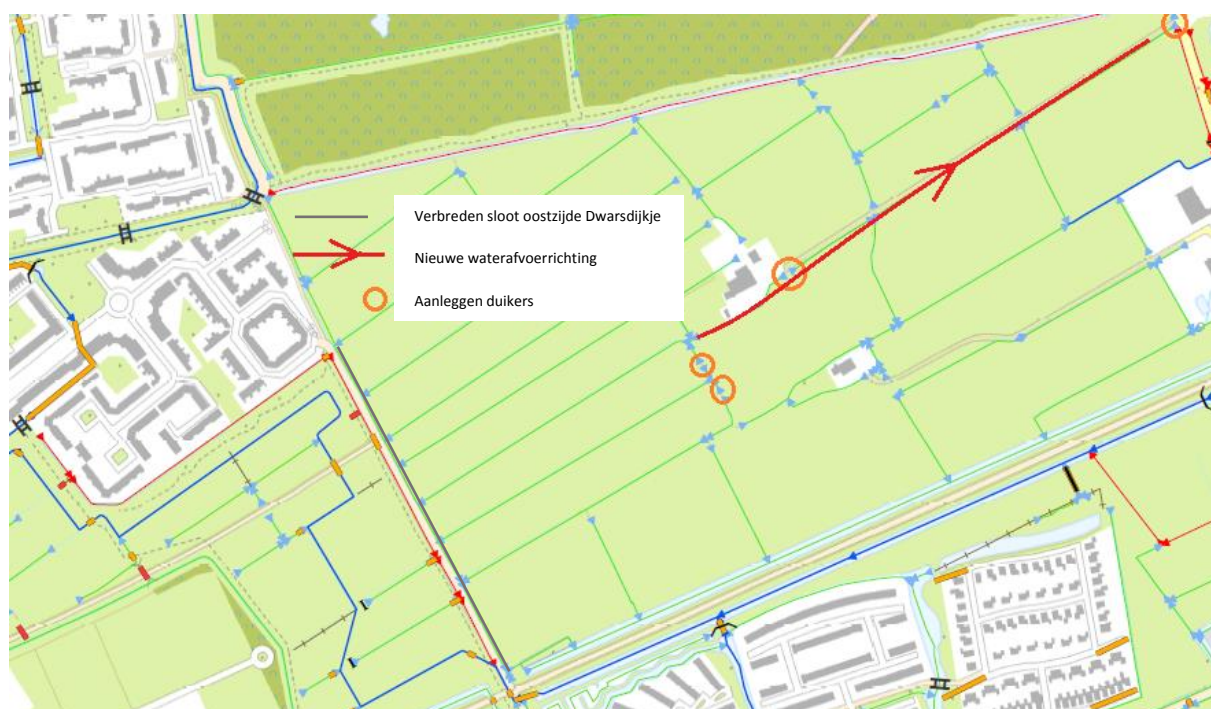 Verbreden sloot oostzijde Dwarsdijkje
Nieuwe waterafvoerrichting
Aanleggen duikers